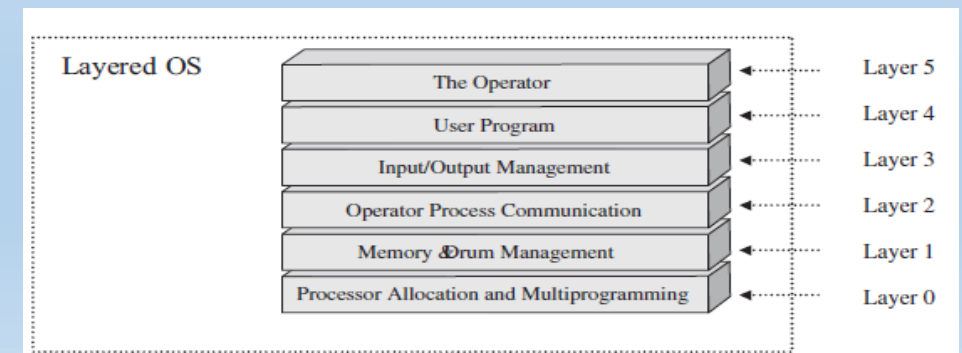 Layered OS
The Operator
Layer 5
User Program
Layer 4
Input/Output Management
Layer 3
Operator Process Communication
Layer 2
Memory &Drum Management
Layer 1
Processor Allocation and Multiprogramming
Layer 0